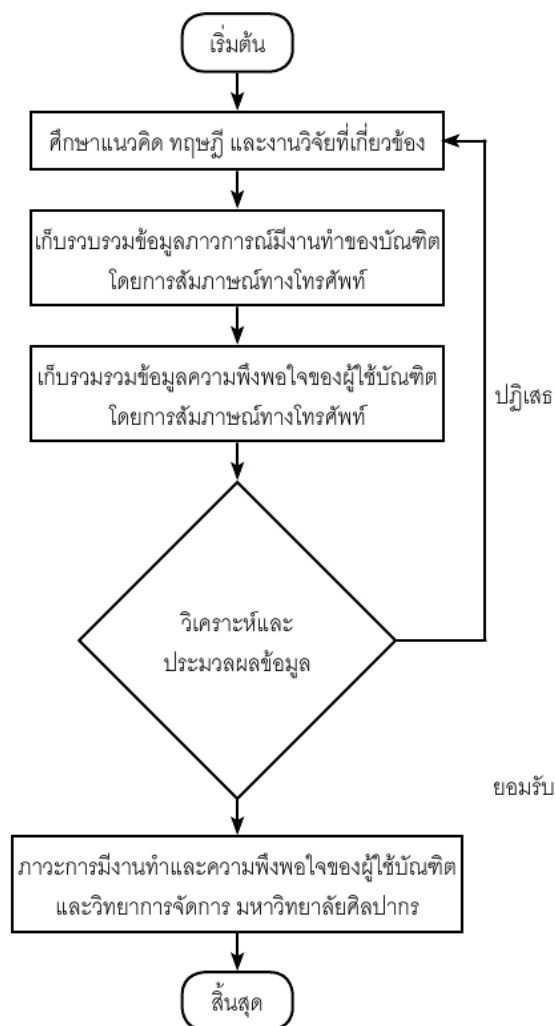 เริ่มต้น
ศึกษาแนวคิด ทฤษฎี และงานวิจัยที่เกี่ยวข้อง
เก็บรวบรวมข้อมูลภาวการณ์มีงานทำของบัณฑิต
โดยการสัมภาษณ์ทางโทรศัพท์
เก็บรวมรวมข้อมูลความพึงพอใจของผู้ใช้บัณฑิต
โดยการสัมภาษณ์ทางโทรศัพท์
ปฏิเสธ
วิเคราะห์และ
ประมวลผลข้อมูล
ยอมรับ
ภาวะการมีงานทำและความพึงพอใจของผู้ใช้บัณฑิต
และวิทยาการจัดการ มหาวิทยาลัยศิลปากร
สิ้นสุด